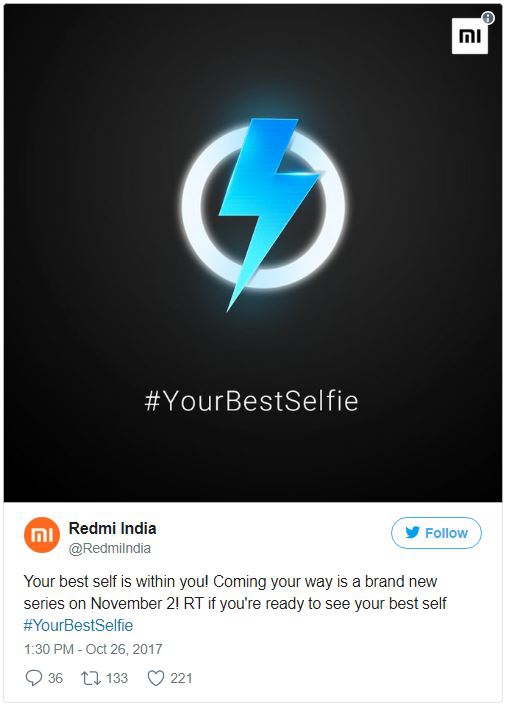 mi
#YourBestSelfie
mi
Redmi India
@RedmiIndia
Follow
Your best self is within you! Coming your way is a brand new
series on November 2! RT if you're ready to see your best self
#YourBestSelfie
1:30 PM - Oct 26, 2017
36 133 221